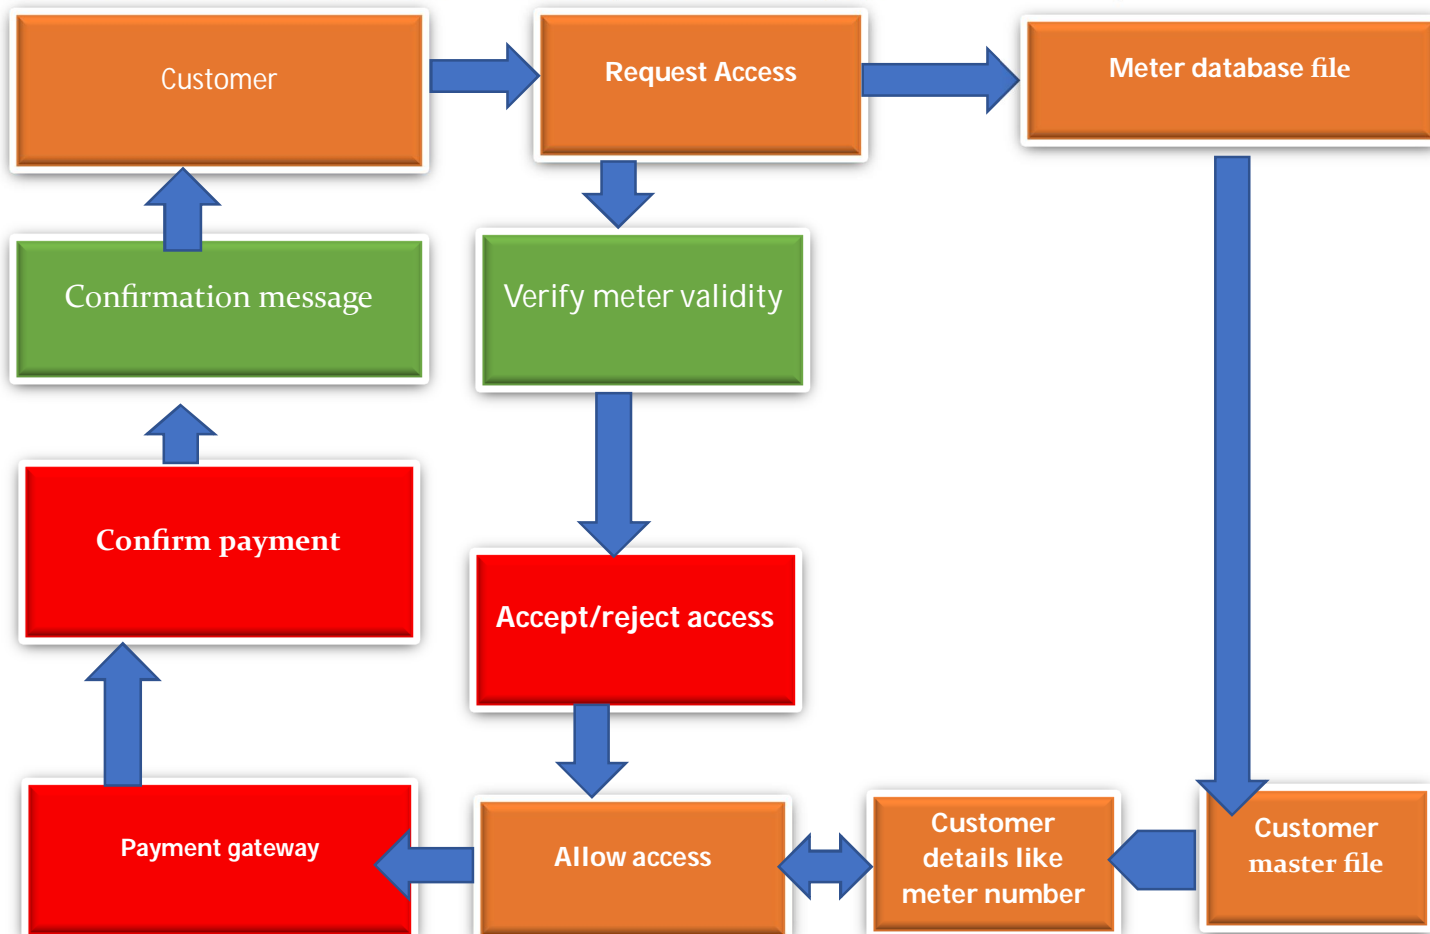 Customer
Request Access
Meter database file
Confirmation message
Verify meter validity
Confirm payment
Accept/reject access
Payment gateway
Allow access
Customer
details like
meter number
Customer
master file